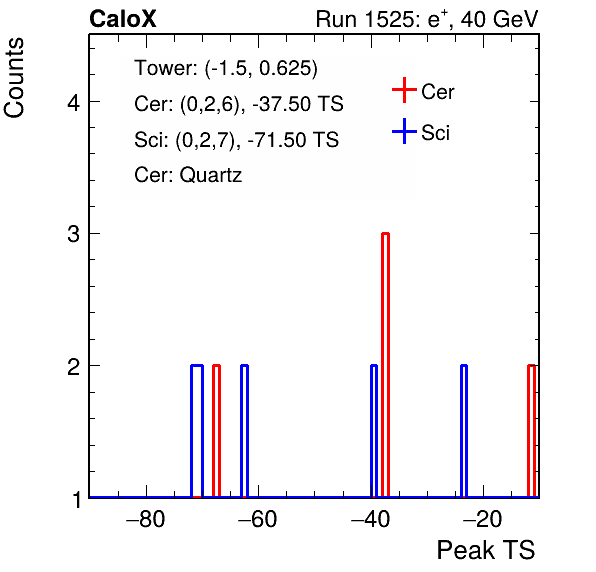 CaloX Run 1525: e+, 40 GeV
Counts
Tower: (-1.5, 0.625)
Cer: (0,2,6), -37.50 TS
Sci: (0,2,7), -71.50 TS
Cer: Quartz
Cer
Sci
4
3
2
1
−80 −60 −40 −20
Peak TS